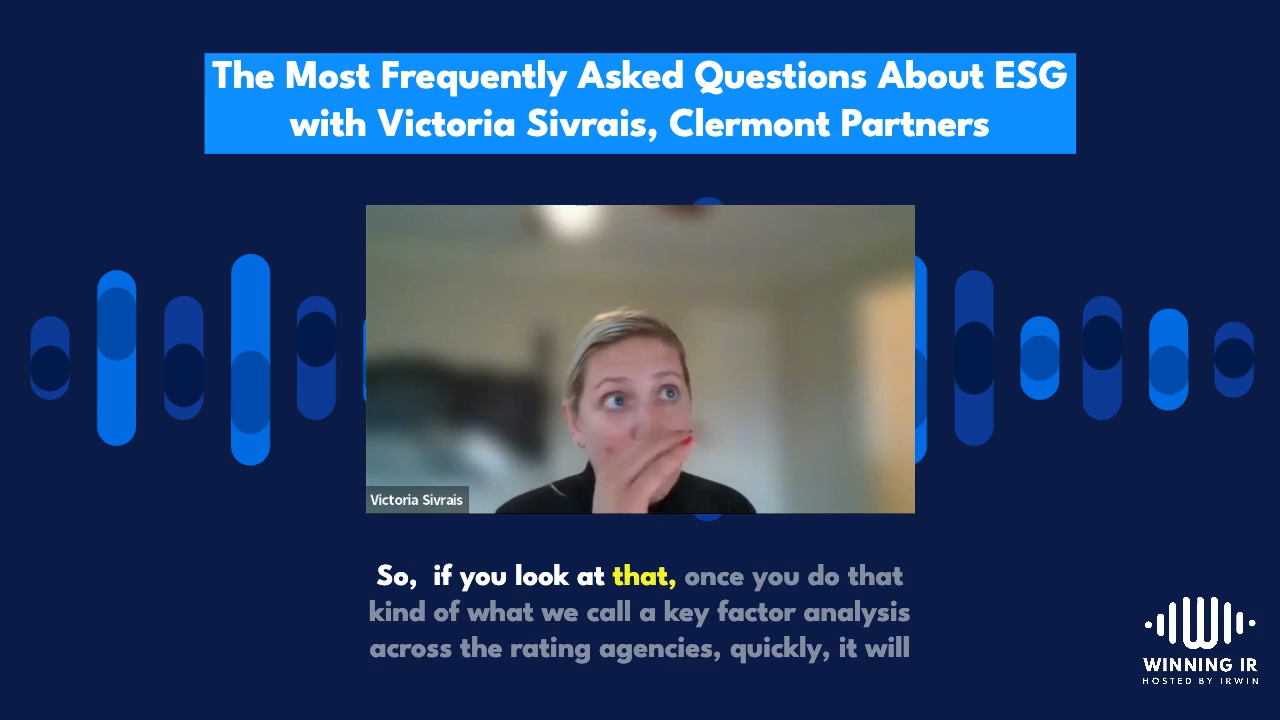 The Most Frequently Asked Questions About ESG
with Victoria Sivrais, Clermont Partners
Victoria Sivrais
So, if you look at that, once you do that
kind of what we call a key factor analysis
across the rating agencies, quickly, it will
WINNING IR
HOSTED BY IRWIN